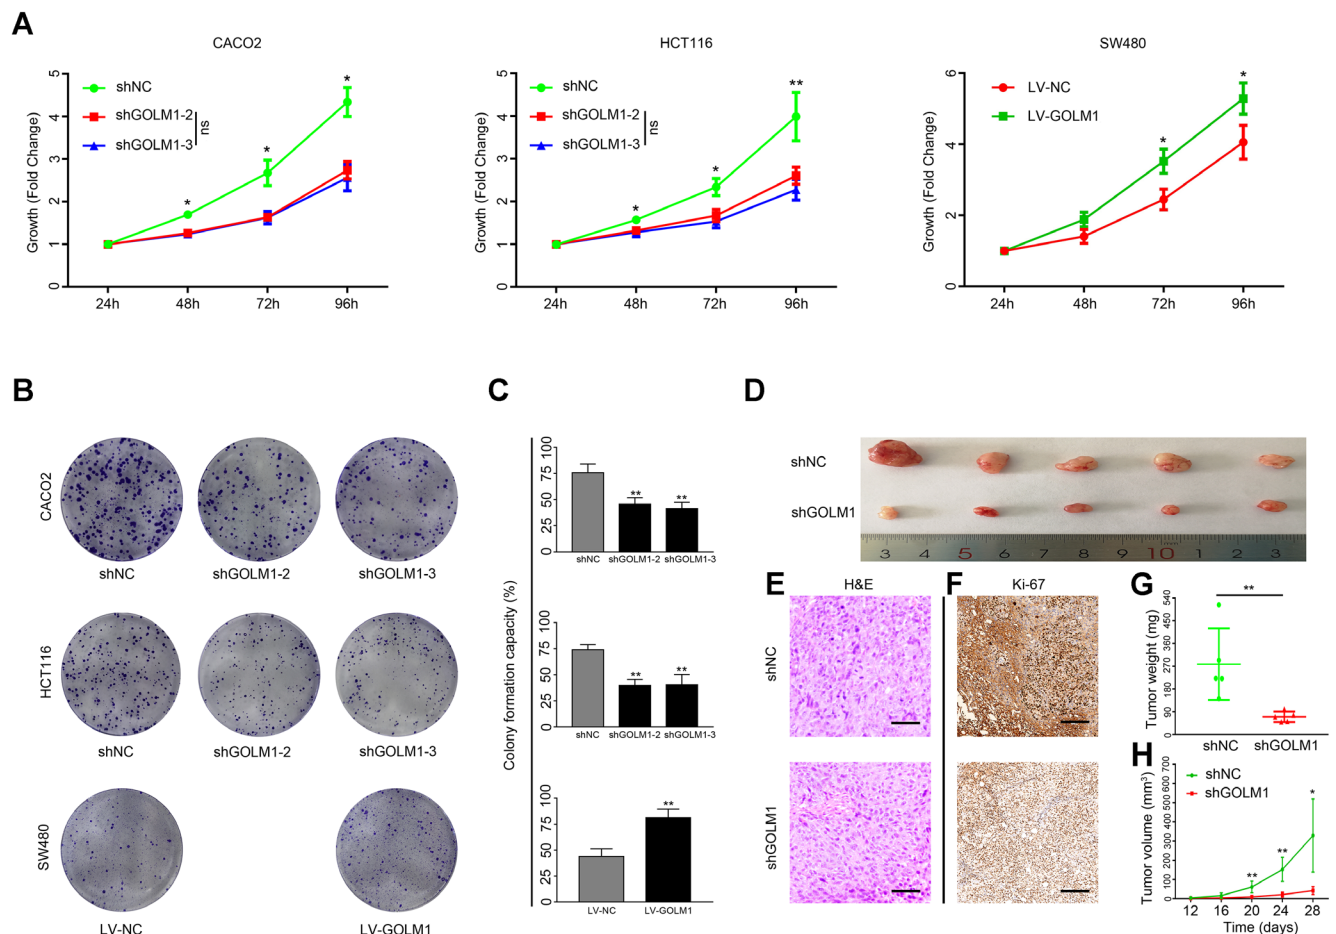 A
CACO2
Growth (Fold Change)
5
4
3
2
1
0
shNC
shGOLM1-2
shGOLM1-3
ns
*
*
*
24h 48h 72h 96h
HCT116
Growth (Fold Change)
5
4
3
2
1
0
shNC
shGOLM1-2
shGOLM1-3
ns
*
*
**
24h 48h 72h 96h
SW480
Growth (Fold Change)
6
4
2
0
LV-NC
LV-GOLM1
*
*
24h 48h 72h 96h
B
CACO2
shNC shGOLM1-2 shGOLM1-3
HCT116
shNC shGOLM1-2 shGOLM1-3
SW480
LV-NC LV-GOLM1
C
Colony formation capacity (%)
100
75
50
25
0
** **
shNC shGOLM1-2 shGOLM1-3
100
75
50
25
0
** **
shNC shGOLM1-2 shGOLM1-3
100
75
50
25
0
**
LV-NC LV-GOLM1
D
shNC
shGOLM1
3 4 5 6 7 8 9 10 1 2 3
E
H&E
shNC
shGOLM1
F
Ki-67
G
Tumor weight (mg)
540
450
360
270
180
90
0
**
shNC shGOLM1
H
Tumor volume (mm³)
700
600
500
400
300
200
100
0
shNC
shGOLM1
** ** *
12 16 20 24 28
Time (days)